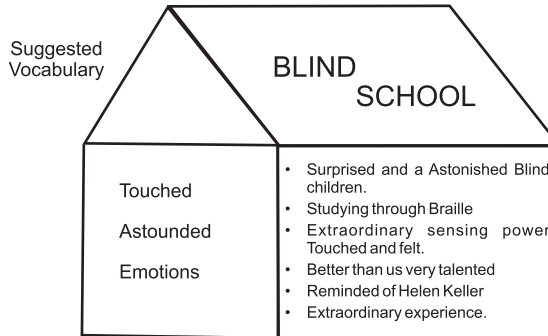 Suggested
Vocabulary
BLIND
SCHOOL
Touched
Astounded
Emotions
• Surprised and a Astonished Blind
children.
• Studying through Braille
• Extraordinary sensing power
Touched and felt.
• Better than us very talented
• Reminded of Helen Keller
• Extraordinary experience.